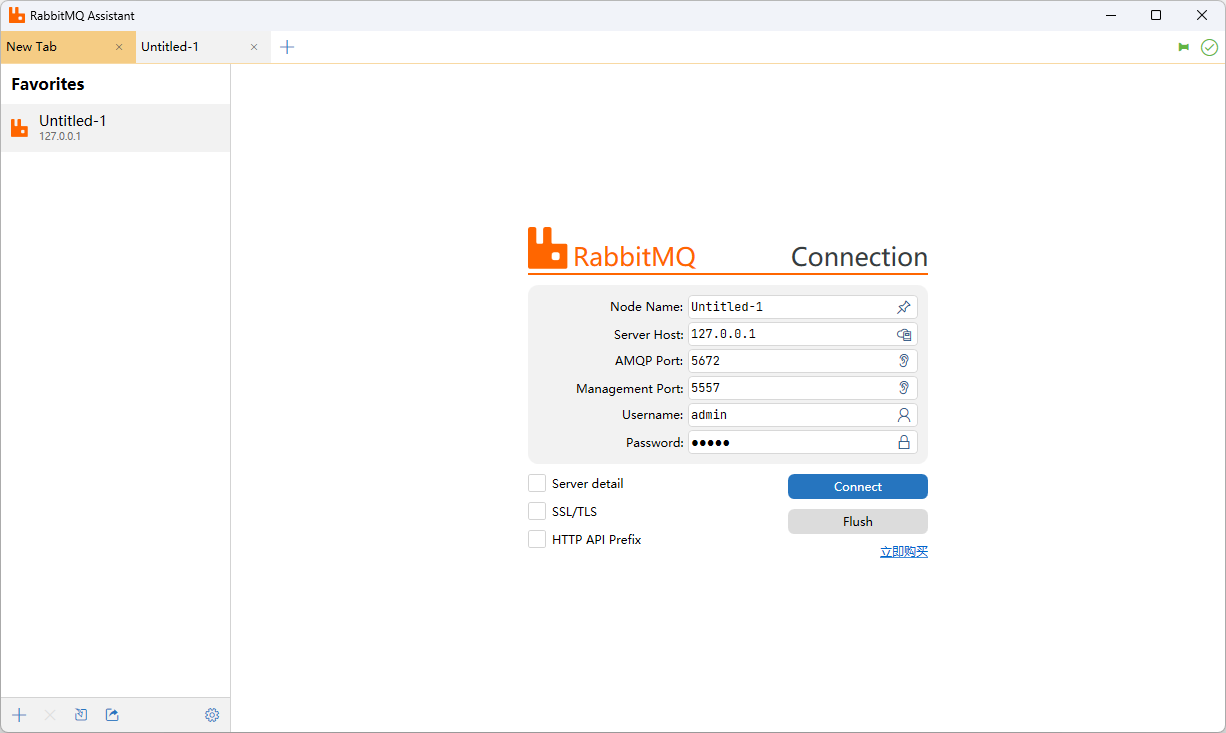 RabbitMQ Assistant
New Tab
Untitled-1
Favorites
Untitled-1
127.0.0.1
RabbitMQ Connection
Node Name: Untitled-1
Server Host: 127.0.0.1
AMQP Port: 5672
Management Port: 5557
Username: admin
Password: ●●●●●
Server detail
Connect
SSL/TLS
Flush
HTTP API Prefix
立即购买